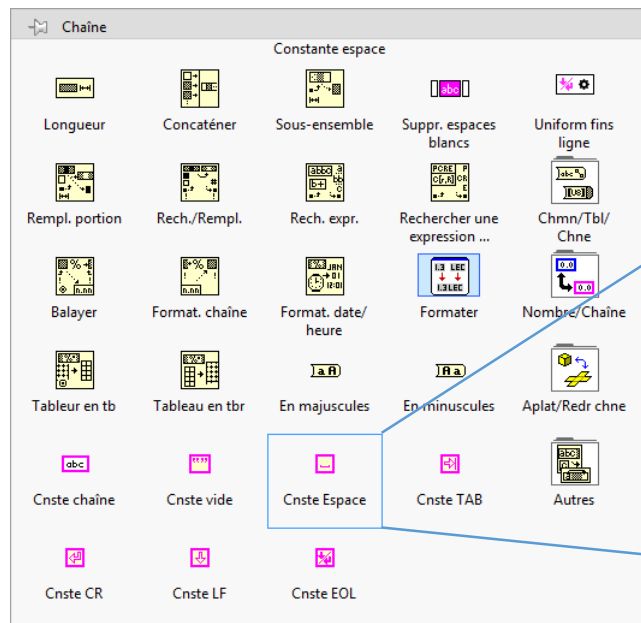 Chaîne
Constante espace
Longueur
Concaténer
Sous-ensemble
Suppr. espaces
blancs
Uniform fins
ligne
Rempl. portion
Rech./Rempl.
Rech. expr.
Rechercher une
expression ...
Chmn/Tbl/
Chne
Balayer
Format. chaîne
Format. date/
heure
Formater
Nombre/Chaîne
Tableur en tb
Tableau en tbr
En majuscules
En minuscules
Aplat/Redr chne
abc
Cnste chaîne
Cnste vide
Cnste Espace
Cnste TAB
Autres
Cnste CR
Cnste LF
Cnste EOL